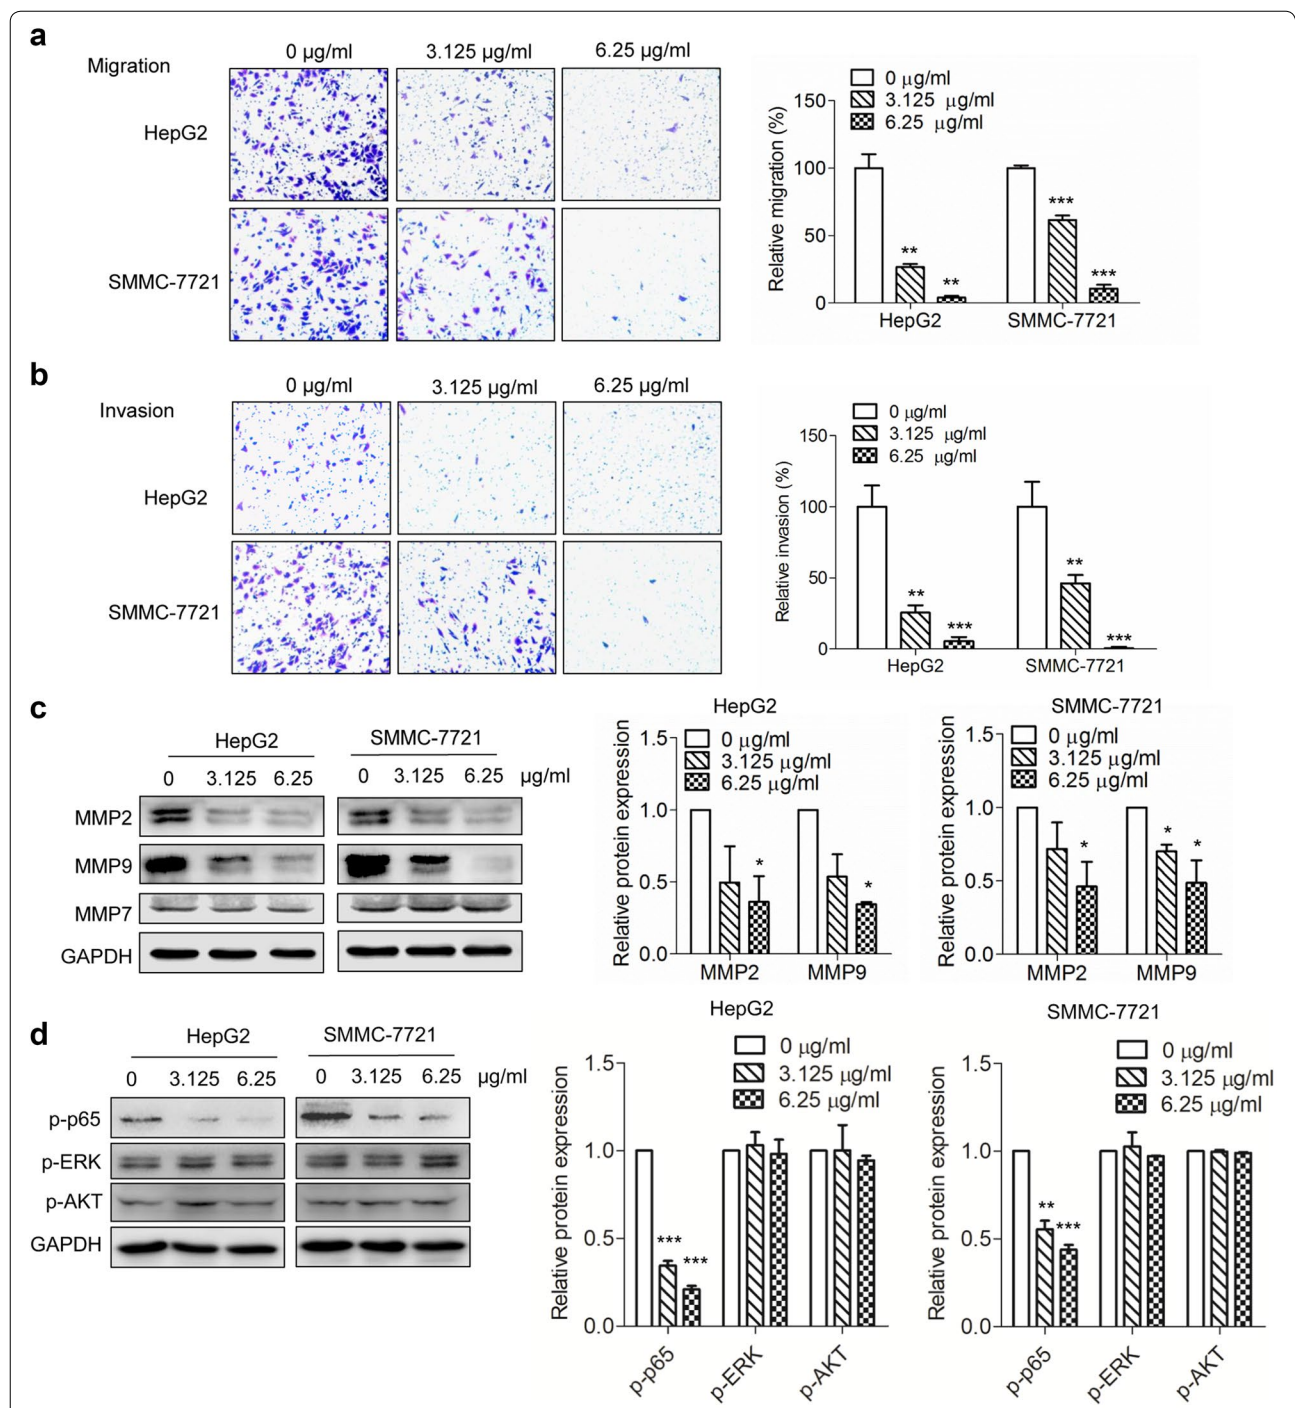 a
Migration
0 µg/ml 3.125 µg/ml 6.25 µg/ml
HepG2
SMMC-7721
0 µg/ml
3.125 µg/ml
6.25 µg/ml
Relative migration (%)
150
100
50
0
** ** *** ***
HepG2 SMMC-7721
b
Invasion
0 µg/ml 3.125 µg/ml 6.25 µg/ml
HepG2
SMMC-7721
0 µg/ml
3.125 µg/ml
6.25 µg/ml
Relative invasion (%)
150
100
50
0
** *** ** ***
HepG2 SMMC-7721
c
HepG2 SMMC-7721
0 3.125 6.25 0 3.125 6.25 µg/ml
MMP2
MMP9
MMP7
GAPDH
HepG2
0 µg/ml
3.125 µg/ml
6.25 µg/ml
Relative protein expression
1.5
1.0
0.5
0.0
* *
MMP2 MMP9
SMMC-7721
0 µg/ml
3.125 µg/ml
6.25 µg/ml
Relative protein expression
1.5
1.0
0.5
0.0
* * *
MMP2 MMP9
d
HepG2 SMMC-7721
0 3.125 6.25 0 3.125 6.25 µg/ml
p-p65
p-ERK
p-AKT
GAPDH
HepG2
0 µg/ml
3.125 µg/ml
6.25 µg/ml
Relative protein expression
1.5
1.0
0.5
0.0
*** ***
p-p65 p-ERK p-AKT
SMMC-7721
0 µg/ml
3.125 µg/ml
6.25 µg/ml
Relative protein expression
1.5
1.0
0.5
0.0
** ***
p-p65 p-ERK p-AKT